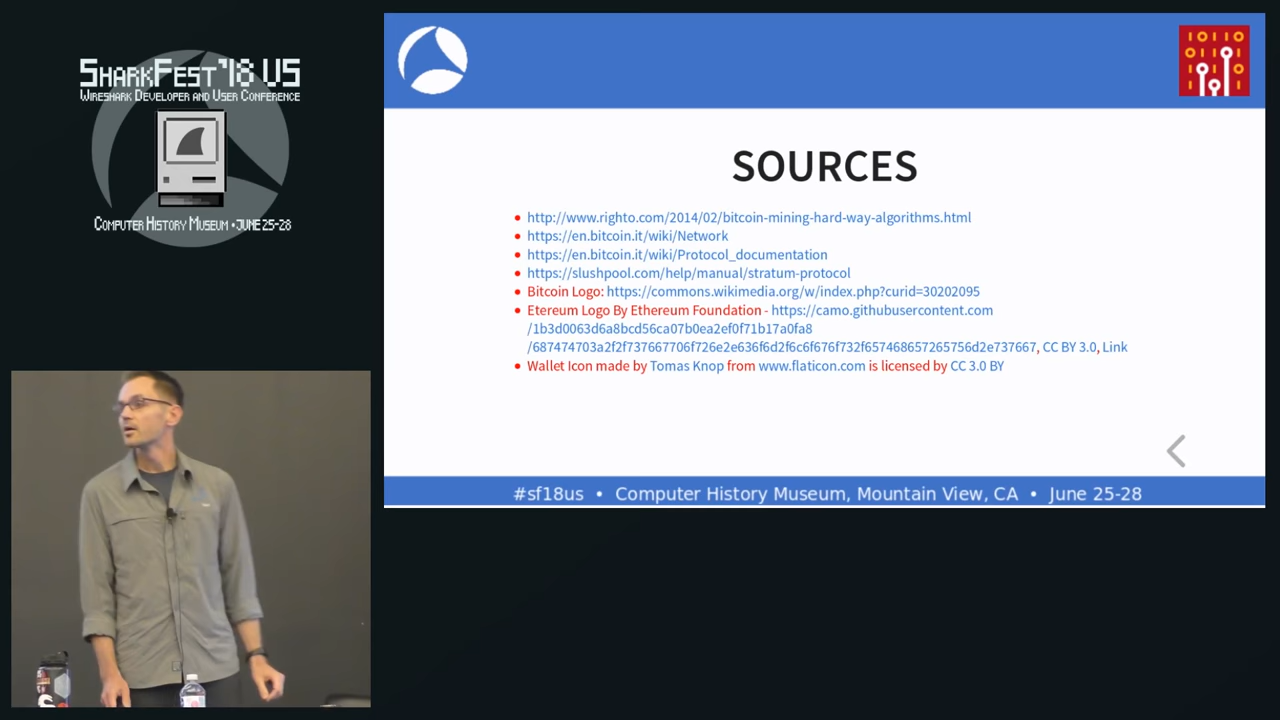 SharkFest'18 US
Wireshark Developer and User Conference
Computer History Museum • June 25-28
SOURCES
http://www.righto.com/2014/02/bitcoin-mining-hard-way-algorithms.html
https://en.bitcoin.it/wiki/Network
https://en.bitcoin.it/wiki/Protocol_documentation
https://slushpool.com/help/manual/stratum-protocol
Bitcoin Logo: https://commons.wikimedia.org/w/index.php?curid=30202095
Etereum Logo By Ethereum Foundation - https://camo.githubusercontent.com
/1b3d0063d6a8bcd56ca07b0ea2ef0f71b17a0fa8
/687474703a2f2f737667706f726e2e636f6d2f6c6f676f732f657468657265756d2e737667, CC BY 3.0, Link
Wallet Icon made by Tomas Knop from www.flaticon.com is licensed by CC 3.0 BY
#sf18us • Computer History Museum, Mountain View, CA • June 25-28